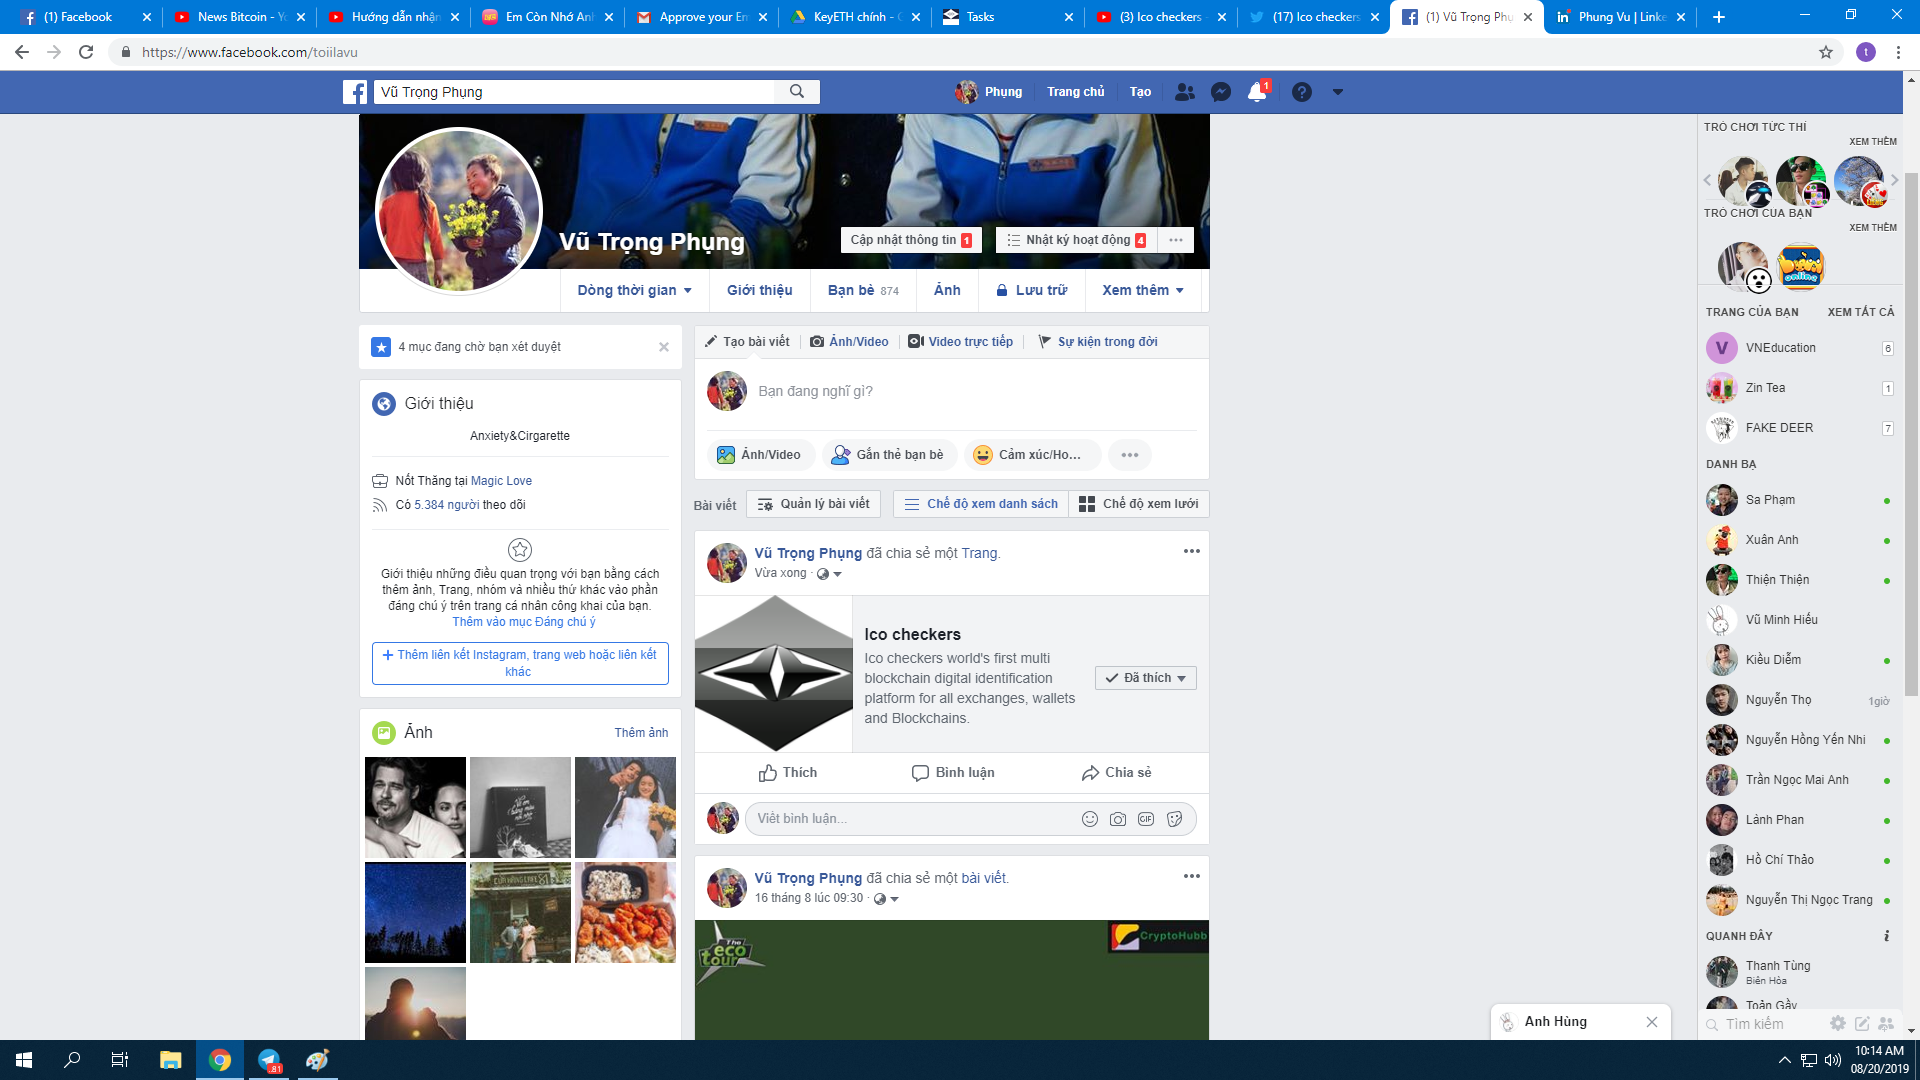 (1) Facebook
News Bitcoin - Yo
Hướng dẫn nhận
Em Còn Nhớ Anh
Approve your Em
KeyETH chính - G
Tasks
(3) Ico checkers -
(17) Ico checkers
(1) Vũ Trọng Phụ
Phung Vu | Linke
https://www.facebook.com/toiilavu
t
Vũ Trọng Phụng
Phụng
Trang chủ
Tạo
1
Vũ Trọng Phụng
Cập nhật thông tin 1
Nhật ký hoạt động 4
Dòng thời gian
Giới thiệu
Bạn bè 874
Ảnh
Lưu trữ
Xem thêm
4 mục đang chờ bạn xét duyệt
Giới thiệu
Anxiety&Cirgarette
Nốt Thăng tại Magic Love
Có 5.384 người theo dõi
Giới thiệu những điều quan trọng với bạn bằng cách
thêm ảnh, Trang, nhóm và nhiều thứ khác vào phần
đáng chú ý trên trang cá nhân công khai của bạn.
Thêm vào mục Đáng chú ý
Thêm liên kết Instagram, trang web hoặc liên kết
khác
Ảnh
Thêm ảnh
Tạo bài viết
Ảnh/Video
Video trực tiếp
Sự kiện trong đời
Bạn đang nghĩ gì?
Ảnh/Video
Gắn thẻ bạn bè
Cảm xúc/Ho...
Bài viết
Quản lý bài viết
Chế độ xem danh sách
Chế độ xem lưới
Vũ Trọng Phụng đã chia sẻ một Trang.
Vừa xong ·
Ico checkers
Ico checkers world's first multi
blockchain digital identification
platform for all exchanges, wallets
and Blockchains.
Đã thích
Thích
Bình luận
Chia sẻ
Viết bình luận...
GIF
Vũ Trọng Phụng đã chia sẻ một bài viết.
16 tháng 8 lúc 09:30 ·
The
eco
tour
CryptoHubb
TRÒ CHƠI TỨC THÌ
XEM THÊM
TRÒ CHƠI CỦA BẠN
XEM THÊM
online
TRANG CỦA BẠN
XEM TẤT CẢ
V
VNEducation
6
Zin Tea
1
FAKE DEER
7
DANH BẠ
Sa Phạm
Xuân Anh
Thiện Thiện
Vũ Minh Hiếu
Kiều Diễm
Nguyễn Thọ
1giờ
Nguyễn Hồng Yến Nhi
Trần Ngọc Mai Anh
Lành Phan
Hồ Chí Thảo
Nguyễn Thị Ngọc Trang
QUANH ĐÂY
Thanh Tùng
Biên Hòa
Toản Gầy
Tìm kiếm
Anh Hùng
81
10:14 AM
08/20/2019